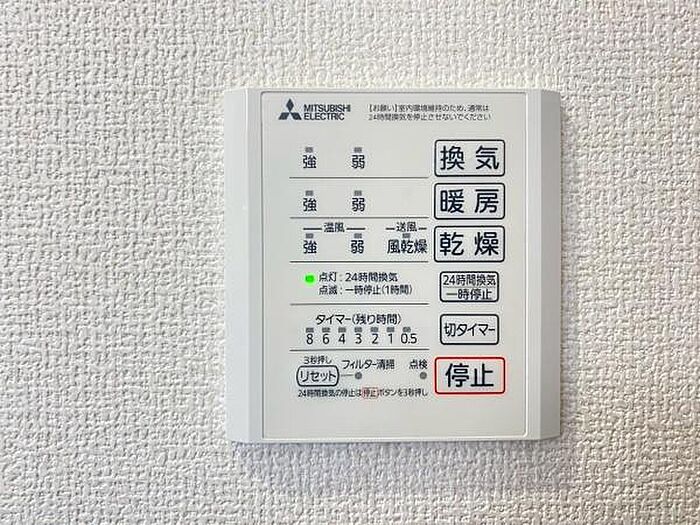 MITSUBISHI
ELECTRIC
【お願い】室内環境維持のため、通常は
24時間換気を停止させないでください
強 弱 換気
強 弱 暖房
温風 送風
強 弱 風乾燥 乾燥
点灯:24時間換気
点滅:一時停止(1時間)
24時間換気
一時停止
タイマー(残り時間)
8 6 4 3 2 1 0.5
切タイマー
3秒押し
リセット フィルター清掃 点検
停止
24時間換気の停止は停止ボタンを3秒押し